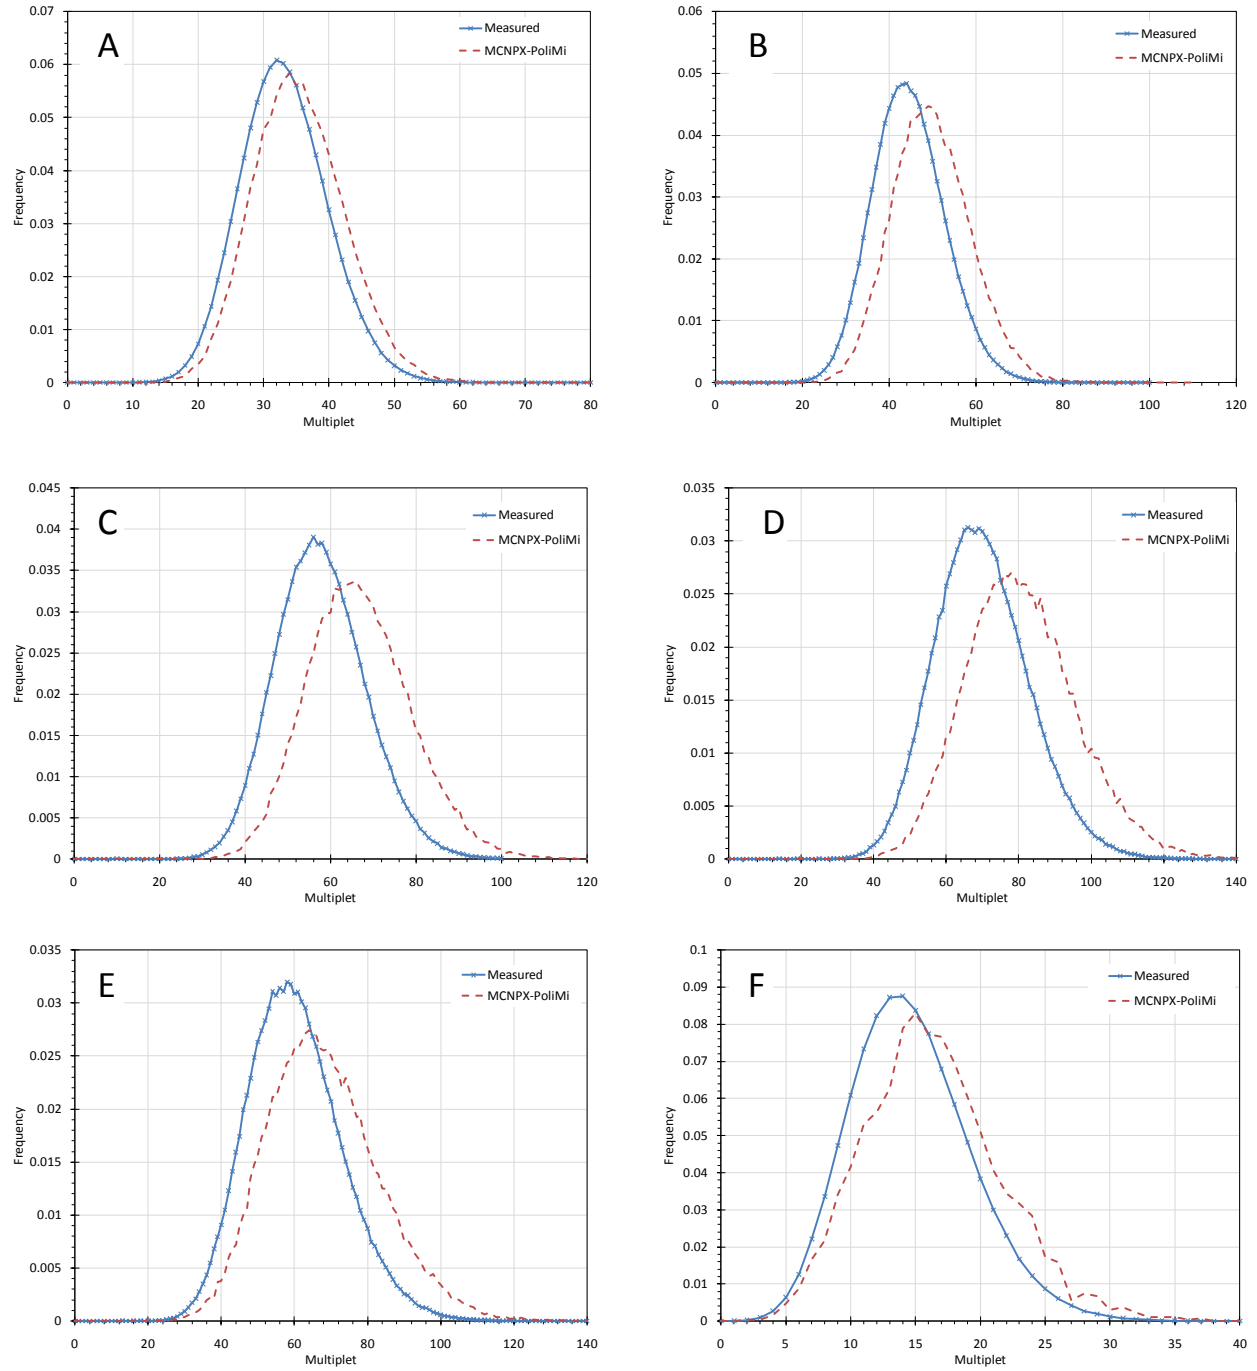 A
Measured
MCNPX-PoliMi
0.07
0.06
0.05
0.04
0.03
0.02
0.01
0
Frequency
0 10 20 30 40 50 60 70 80
Multiplet
B
Measured
MCNPX-PoliMi
0.06
0.05
0.04
0.03
0.02
0.01
0
Frequency
0 20 40 60 80 100 120
Multiplet
C
Measured
MCNPX-PoliMi
0.045
0.04
0.035
0.03
0.025
0.02
0.015
0.01
0.005
0
Frequency
0 20 40 60 80 100 120
Multiplet
D
Measured
MCNPX-PoliMi
0.035
0.03
0.025
0.02
0.015
0.01
0.005
0
Frequency
0 20 40 60 80 100 120 140
Multiplet
E
Measured
MCNPX-PoliMi
0.035
0.03
0.025
0.02
0.015
0.01
0.005
0
Frequency
0 20 40 60 80 100 120 140
Multiplet
F
Measured
MCNPX-PoliMi
0.1
0.09
0.08
0.07
0.06
0.05
0.04
0.03
0.02
0.01
0
Frequency
0 5 10 15 20 25 30 35 40
Multiplet